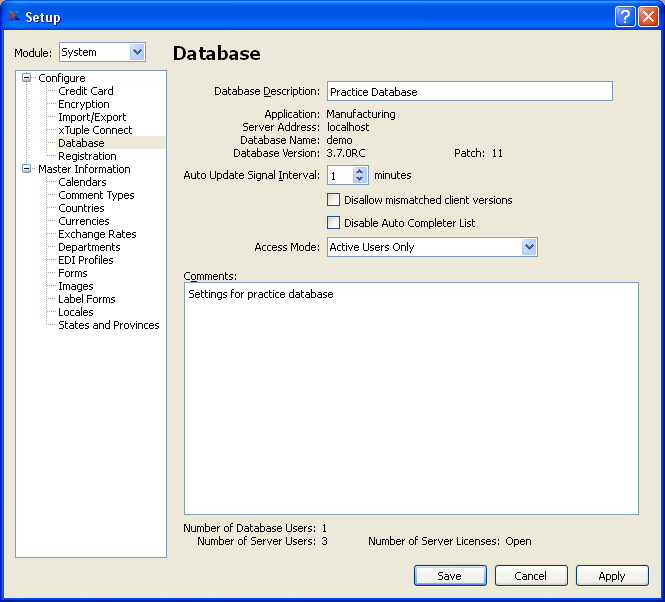 Setup
Module: System
Database
Configure
Credit Card
Encryption
Import/Export
xTuple Connect
Database
Registration
Master Information
Calendars
Comment Types
Countries
Currencies
Exchange Rates
Departments
EDI Profiles
Forms
Images
Label Forms
Locales
States and Provinces
Database Description: Practice Database
Application: Manufacturing
Server Address: localhost
Database Name: demo
Database Version: 3.7.0RC Patch: 11
Auto Update Signal Interval: 1 minutes
Disallow mismatched client versions
Disable Auto Completer List
Access Mode: Active Users Only
Comments:
Settings for practice database
Number of Database Users: 1
Number of Server Users: 3 Number of Server Licenses: Open
Save Cancel Apply